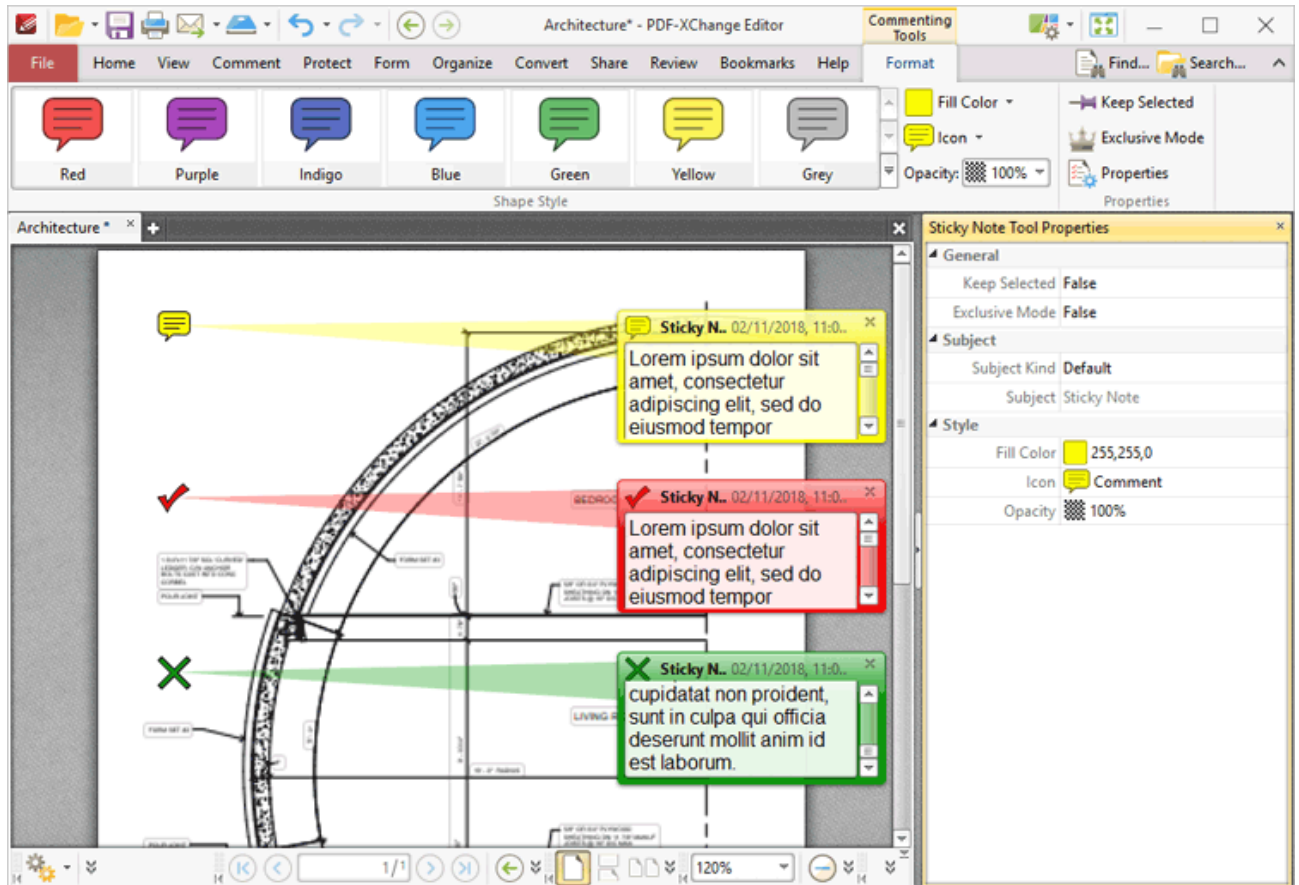 Architecture* - PDF-XChange Editor
Commenting
Tools
File Home View Comment Protect Form Organize Convert Share Review Bookmarks Help Format Find... Search...
Fill Color Keep Selected
Icon Exclusive Mode
Red Purple Indigo Blue Green Yellow Grey Opacity: 100% Properties
Shape Style Properties
Architecture *
Sticky Note Tool Properties
General
Keep Selected False
Exclusive Mode False
Subject
Subject Kind Default
Subject Sticky Note
Style
Fill Color 255,255,0
Icon Comment
Opacity 100%
Sticky N.. 02/11/2018, 11:0..
Lorem ipsum dolor sit
amet, consectetur
adipiscing elit, sed do
eiusmod tempor
Sticky N.. 02/11/2018, 11:0..
Lorem ipsum dolor sit
amet, consectetur
adipiscing elit, sed do
eiusmod tempor
Sticky N.. 02/11/2018, 11:0..
cupidatat non proident,
sunt in culpa qui officia
deserunt mollit anim id
est laborum.
LIVING
1/1 120%